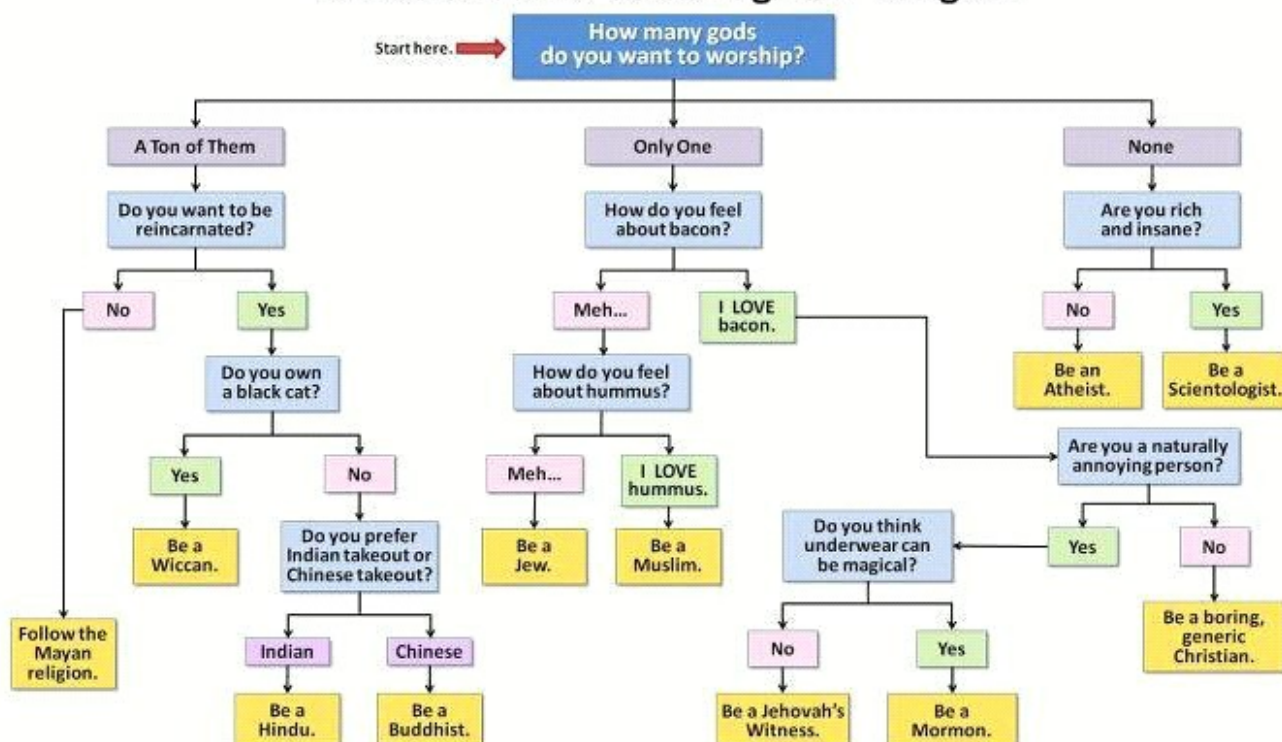 Start here.
How many gods
do you want to worship?
A Ton of Them
Only One
None
Do you want to be
reincarnated?
How do you feel
about bacon?
Are you rich
and insane?
No
Yes
Meh...
I LOVE
bacon.
No
Yes
Do you own
a black cat?
How do you feel
about hummus?
Be an
Atheist.
Be a
Scientologist.
Yes
No
Meh...
I LOVE
hummus.
Are you a naturally
annoying person?
Be a
Wiccan.
Do you prefer
Indian takeout or
Chinese takeout?
Be a
Jew.
Be a
Muslim.
Do you think
underwear can
be magical?
Yes
No
Follow the
Mayan
religion.
Indian
Chinese
No
Yes
Be a boring,
generic
Christian.
Be a
Hindu.
Be a
Buddhist.
Be a Jehovah's
Witness.
Be a
Mormon.